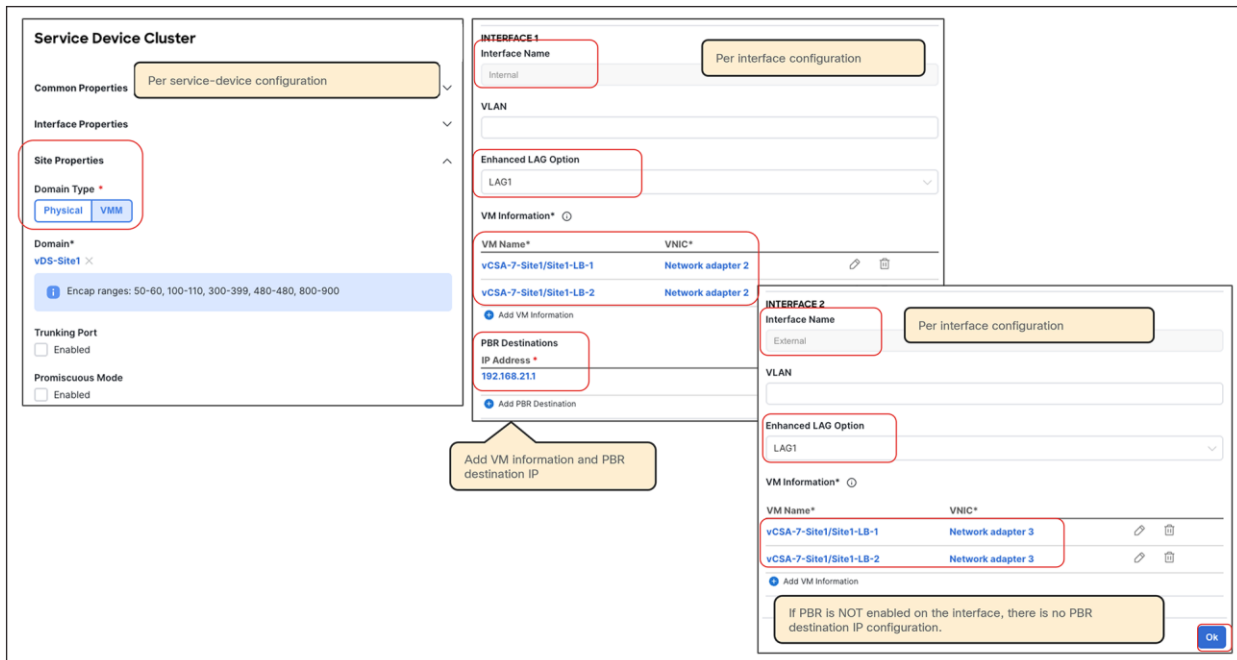 Service Device Cluster
Per service-device configuration
Common Properties
Interface Properties
Site Properties
Domain Type *
Physical VMM
Domain*
vDS-Site1
Encap ranges: 50-60, 100-110, 300-399, 480-480, 800-900
Trunking Port
Enabled
Promiscuous Mode
Enabled
INTERFACE 1
Interface Name
Internal
Per interface configuration
VLAN
Enhanced LAG Option
LAG1
VM Information*
VM Name* VNIC*
vCSA-7-Site1/Site1-LB-1 Network adapter 2
vCSA-7-Site1/Site1-LB-2 Network adapter 2
Add VM Information
PBR Destinations
IP Address *
192.168.21.1
Add PBR Destination
Add VM information and PBR
destination IP
INTERFACE 2
Interface Name
External
Per interface configuration
VLAN
Enhanced LAG Option
LAG1
VM Information*
VM Name* VNIC*
vCSA-7-Site1/Site1-LB-1 Network adapter 3
vCSA-7-Site1/Site1-LB-2 Network adapter 3
Add VM Information
If PBR is NOT enabled on the interface, there is no PBR
destination IP configuration.
Ok